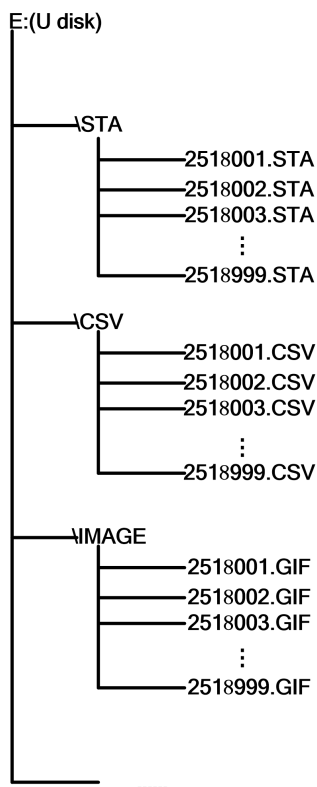 E:(U disk)
\STA
2518001.STA
2518002.STA
2518003.STA
⋮
2518999.STA
\CSV
2518001.CSV
2518002.CSV
2518003.CSV
⋮
2518999.CSV
\IMAGE
2518001.GIF
2518002.GIF
2518003.GIF
⋮
2518999.GIF